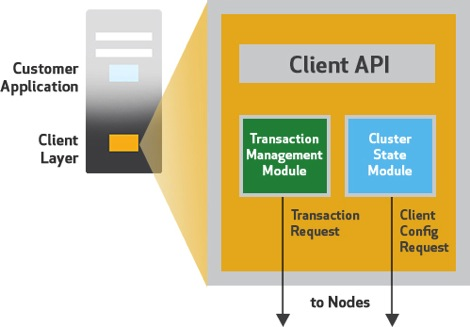 Customer
Application
Client
Layer
Client API
Transaction
Management
Module
Cluster
State
Module
Transaction
Request
Client
Config
Request
to Nodes